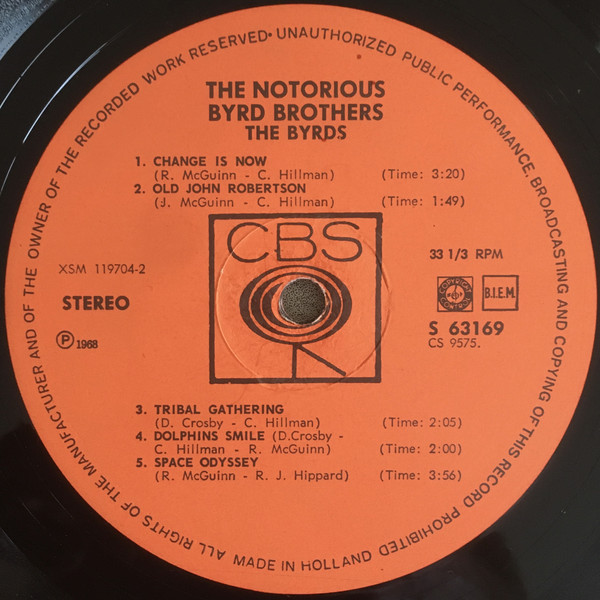 ALL RIGHTS OF THE MANUFACTURER AND OF THE OWNER OF THE RECORDED WORK RESERVED • UNAUTHORIZED PUBLIC PERFORMANCE, BROADCASTING AND COPYING OF THIS RECORD PROHIBITED
THE NOTORIOUS
BYRD BROTHERS
THE BYRDS
1. CHANGE IS NOW
(R. McGuinn - C. Hillman) (Time: 3:20)
2. OLD JOHN ROBERTSON
(J. McGuinn - C. Hillman) (Time: 1:49)
CBS
33 1/3 RPM
XSM 119704-2
STEREO
COPYRIGHT
B.I.E.M.
S 63169
CS 9575.
Ⓟ 1968
3. TRIBAL GATHERING
(D. Crosby - C. Hillman) (Time: 2:05)
4. DOLPHINS SMILE (D.Crosby -
C. Hillman - R. McGuinn) (Time: 2:00)
5. SPACE ODYSSEY
(R. McGuinn - R. J. Hippard) (Time: 3:56)
MADE IN HOLLAND